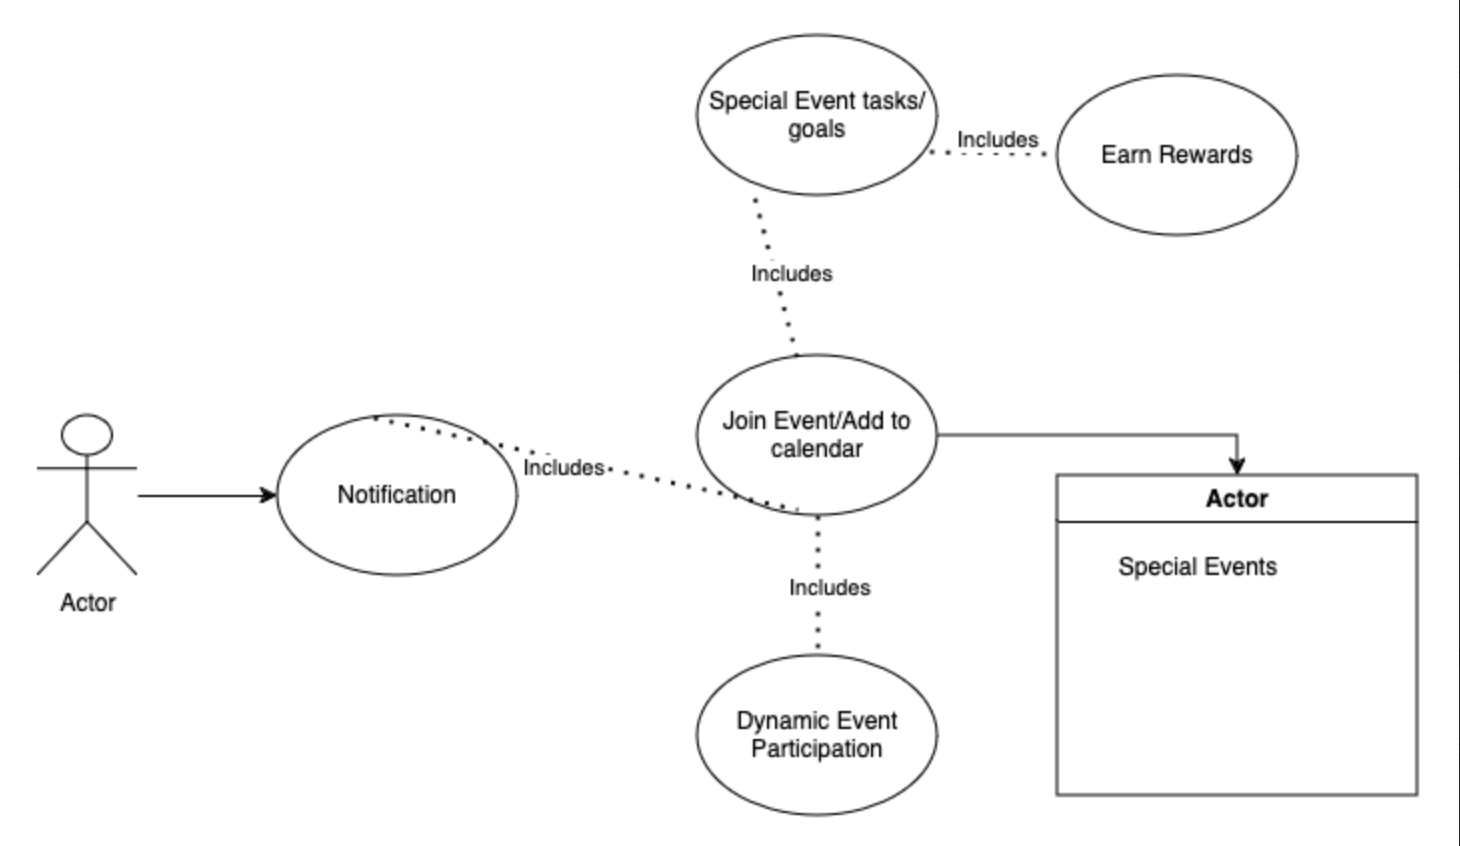 Special Event tasks/
goals
Includes
Earn Rewards
Includes
Join Event/Add to
calendar
Includes
Notification
Actor
Actor
Special Events
Includes
Dynamic Event
Participation